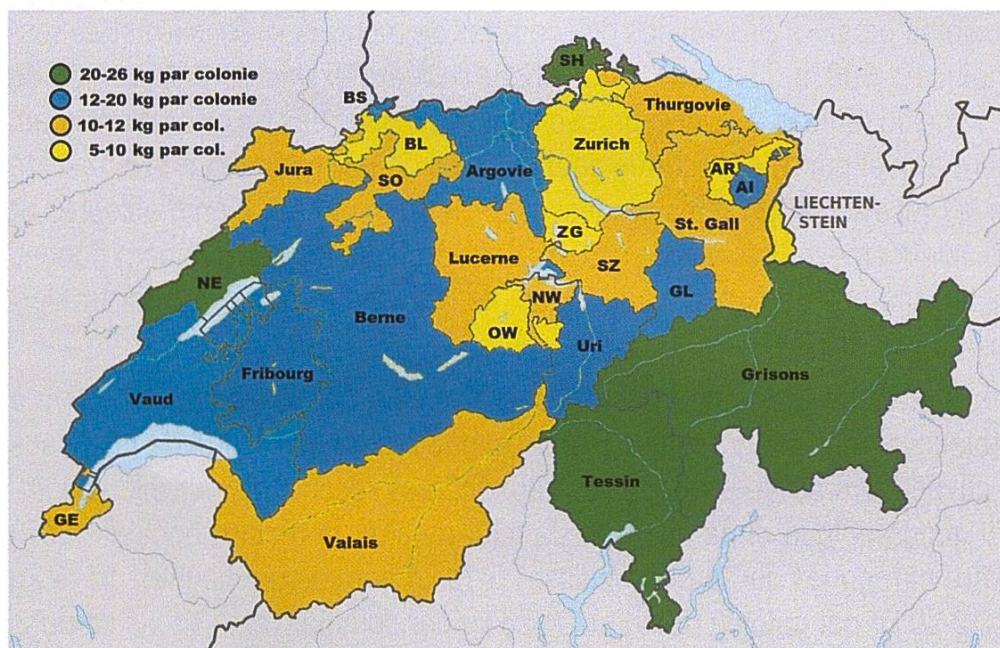 20-26 kg par colonie
12-20 kg par colonie
10-12 kg par col.
5-10 kg par col.
SH
BS
Thurgovie
BL
Zurich
Jura
SO
Argovie
AR
AI
LIECHTEN-
STEIN
ZG
St. Gall
Lucerne
SZ
NE
NW
GL
Berne
OW
Uri
Fribourg
Grisons
Vaud
Tessin
GE
Valais